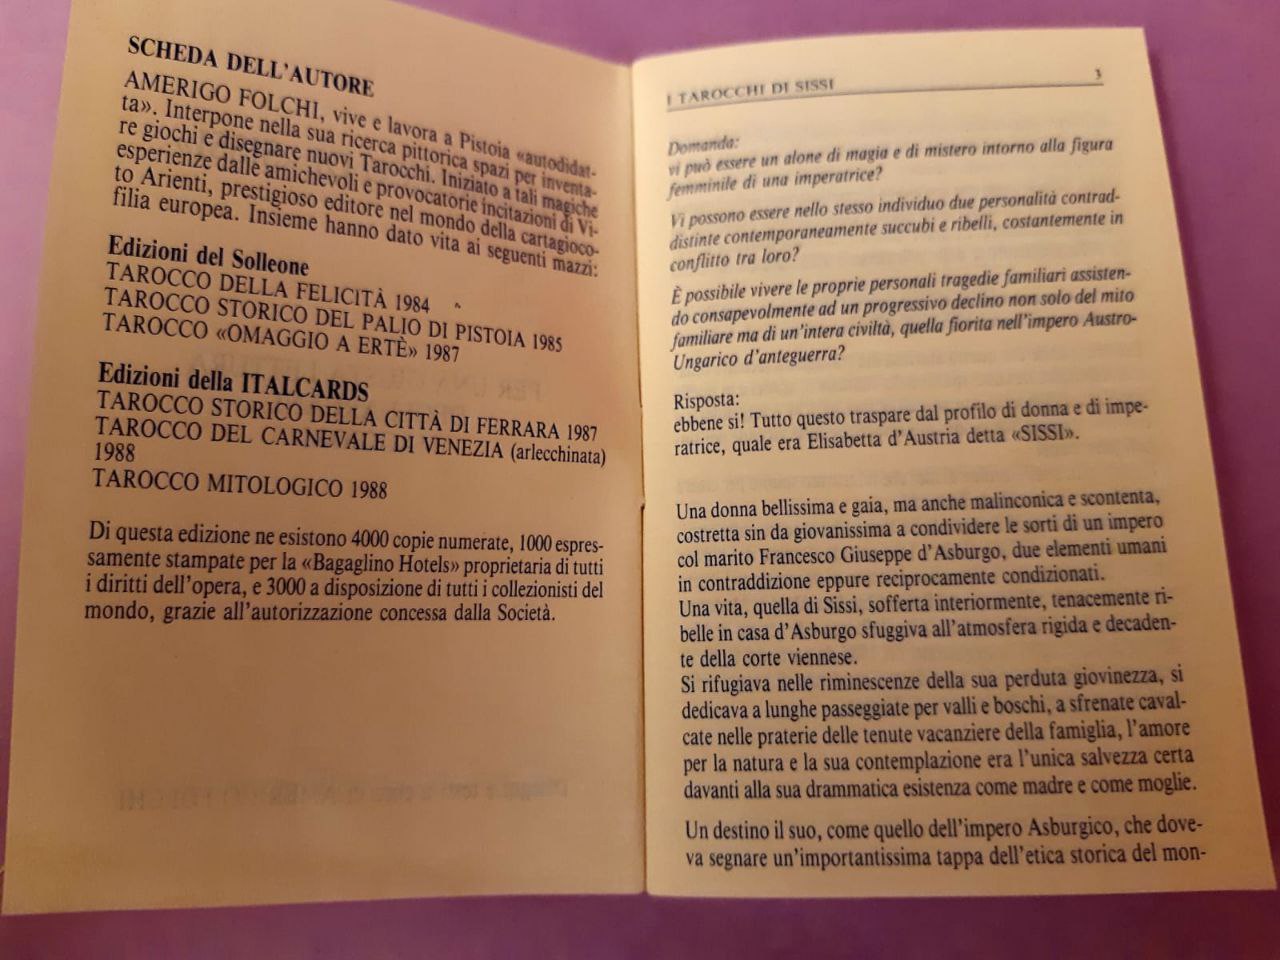 SCHEDA DELL'AUTORE
AMERIGO FOLCHI, vive e lavora a Pistoia «autodidat-
ta». Interpone nella sua ricerca pittorica spazi per inventa-
re giochi e disegnare nuovi Tarocchi. Iniziato a tali magiche
esperienze dalle amichevoli e provocatorie incitazioni di Vi-
to Arienti, prestigioso editore nel mondo della cartagioco-
filia europea. Insieme hanno dato vita ai seguenti mazzi:
Edizioni del Solleone
TAROCCO DELLA FELICITÀ 1984
TAROCCO STORICO DEL PALIO DI PISTOIA 1985
TAROCCO «OMAGGIO A ERTÈ» 1987
Edizioni della ITALCARDS
TAROCCO STORICO DELLA CITTÀ DI FERRARA 1987
TAROCCO DEL CARNEVALE DI VENEZIA (arlecchinata)
1988
TAROCCO MITOLOGICO 1988
Di questa edizione ne esistono 4000 copie numerate, 1000 espres-
samente stampate per la «Bagaglino Hotels» proprietaria di tutti
i diritti dell'opera, e 3000 a disposizione di tutti i collezionisti del
mondo, grazie all'autorizzazione concessa dalla Società.
I TAROCCHI DI SISSI 3
Domanda:
vi può essere un alone di magia e di mistero intorno alla figura
femminile di una imperatrice?
Vi possono essere nello stesso individuo due personalità contrad-
distinte contemporaneamente succubi e ribelli, costantemente in
conflitto tra loro?
È possibile vivere le proprie personali tragedie familiari assisten-
do consapevolmente ad un progressivo declino non solo del mito
familiare ma di un'intera civiltà, quella fiorita nell'impero Austro-
Ungarico d'anteguerra?
Risposta:
ebbene si! Tutto questo traspare dal profilo di donna e di impe-
ratrice, quale era Elisabetta d'Austria detta «SISSI».
Una donna bellissima e gaia, ma anche malinconica e scontenta,
costretta sin da giovanissima a condividere le sorti di un impero
col marito Francesco Giuseppe d'Asburgo, due elementi umani
in contraddizione eppure reciprocamente condizionati.
Una vita, quella di Sissi, sofferta interiormente, tenacemente ri-
belle in casa d'Asburgo sfuggiva all'atmosfera rigida e decaden-
te della corte viennese.
Si rifugiava nelle riminescenze della sua perduta giovinezza, si
dedicava a lunghe passeggiate per valli e boschi, a sfrenate caval-
cate nelle praterie delle tenute vacanziere della famiglia, l'amore
per la natura e la sua contemplazione era l'unica salvezza certa
davanti alla sua drammatica esistenza come madre e come moglie.
Un destino il suo, come quello dell'impero Asburgico, che dove-
va segnare un'importantissima tappa dell'etica storica del mon-